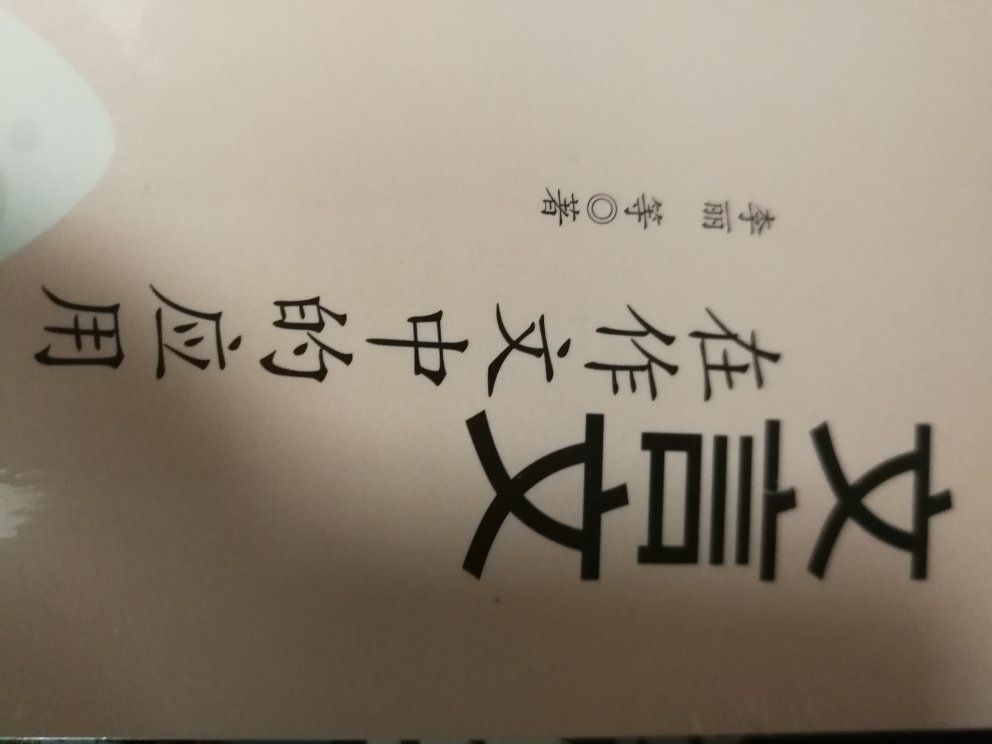 文言文
在作文中的应用
李丽 等◎著